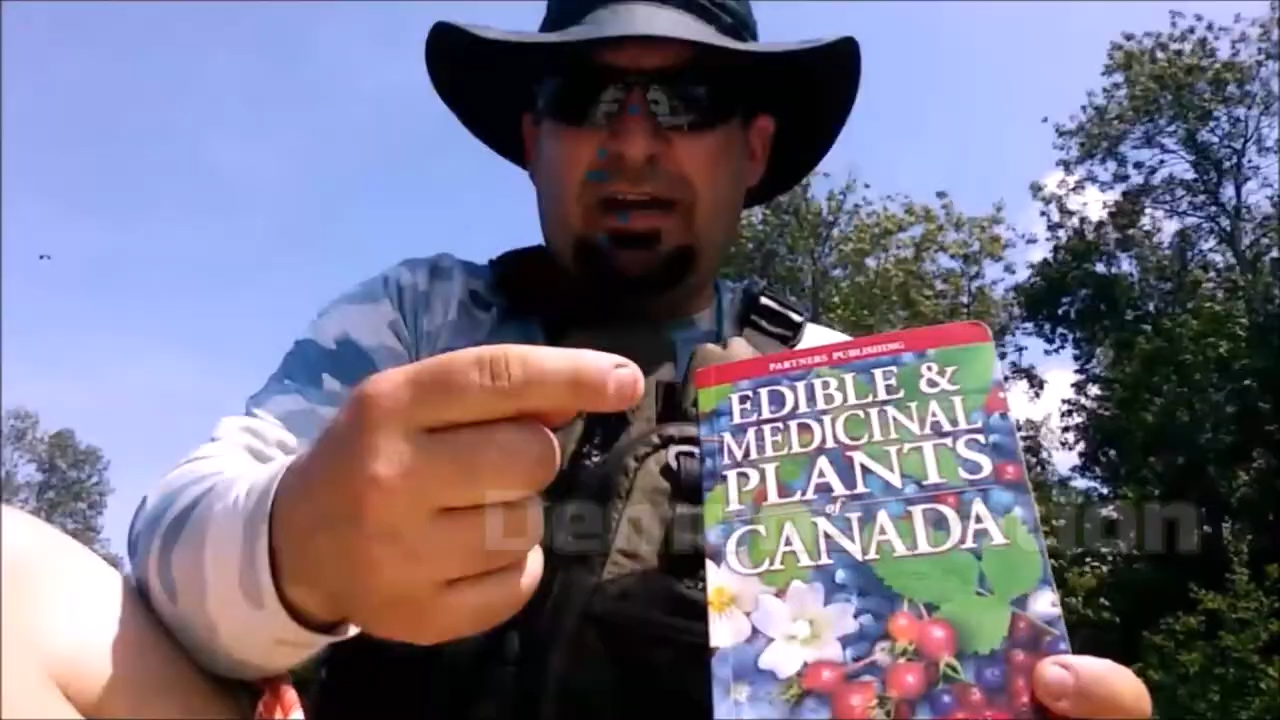 PARTNERS PUBLISHING
EDIBLE &
MEDICINAL
PLANTS
of
CANADA